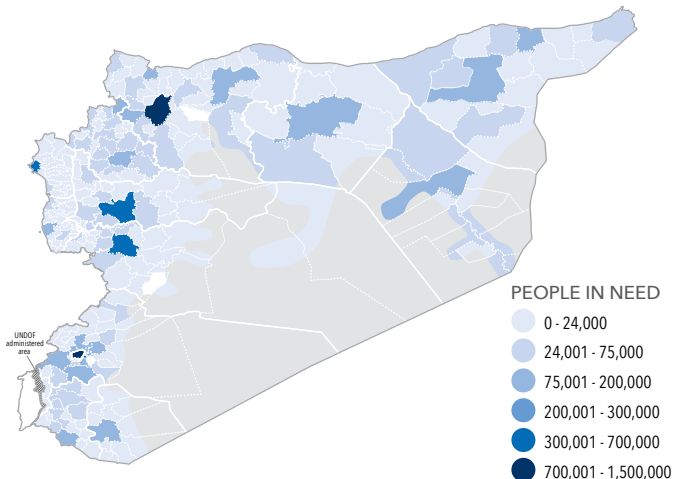 UNDOF
administered
area
PEOPLE IN NEED
0 - 24,000
24,001 - 75,000
75,001 - 200,000
200,001 - 300,000
300,001 - 700,000
700,001 - 1,500,000